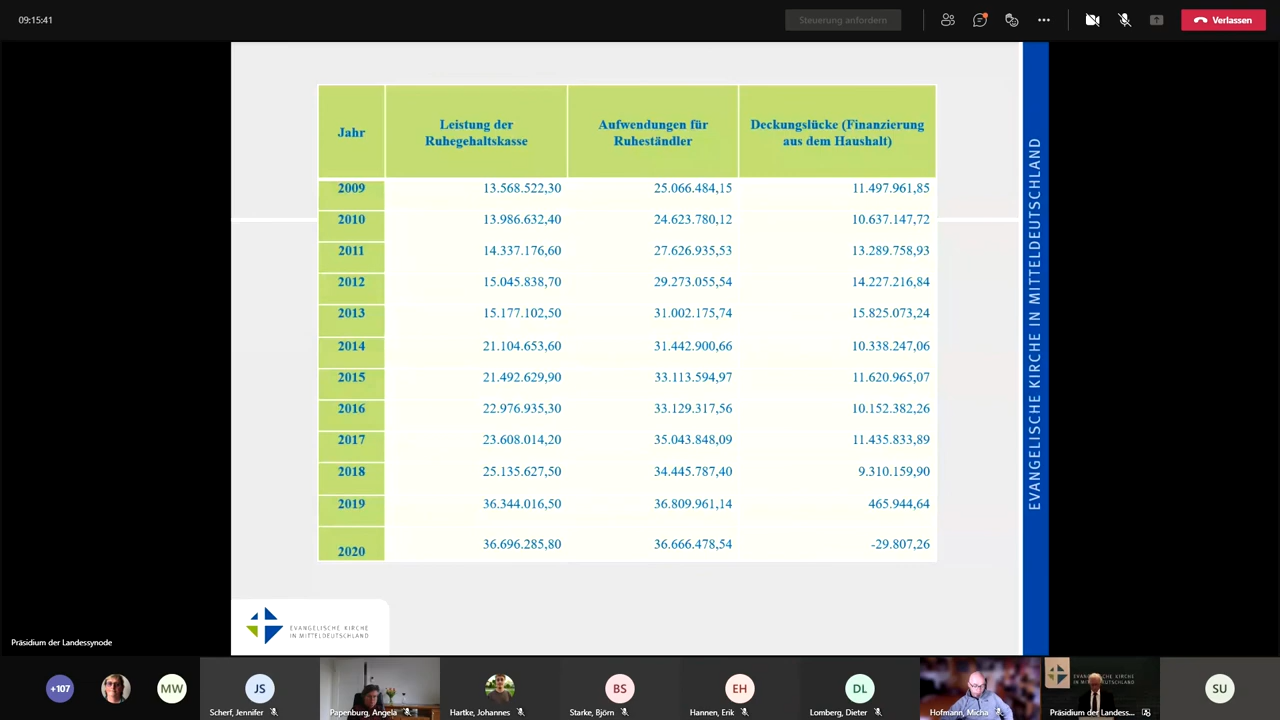 09:15:41
Steuerung anfordern
Verlassen
Jahr
Leistung der
Ruhegehaltskasse
Aufwendungen für
Ruheständler
Deckungslücke (Finanzierung
aus dem Haushalt)
2009 13.568.522,30 25.066.484,15 11.497.961,85
2010 13.986.632,40 24.623.780,12 10.637.147,72
2011 14.337.176,60 27.626.935,53 13.289.758,93
2012 15.045.838,70 29.273.055,54 14.227.216,84
2013 15.177.102,50 31.002.175,74 15.825.073,24
2014 21.104.653,60 31.442.900,66 10.338.247,06
2015 21.492.629,90 33.113.594,97 11.620.965,07
2016 22.976.935,30 33.129.317,56 10.152.382,26
2017 23.608.014,20 35.043.848,09 11.435.833,89
2018 25.135.627,50 34.445.787,40 9.310.159,90
2019 36.344.016,50 36.809.961,14 465.944,64
2020 36.696.285,80 36.666.478,54 -29.807,26
EVANGELISCHE KIRCHE IN MITTELDEUTSCHLAND
EVANGELISCHE KIRCHE
IN MITTELDEUTSCHLAND
Präsidium der Landessynode
+107
MW
JS
BS
EH
DL
EVANGELISCHE KIRCHE
IN MITTELDEUTSCHLAND
SU
Scherf, Jennifer
Papenburg, Angela
Hartke, Johannes
Starke, Björn
Hannen, Erik
Lomberg, Dieter
Hofmann, Micha
Präsidium der Landess...